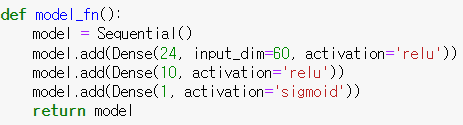 def model_fn():
    model = Sequential()
    model.add(Dense(24, input_dim=60, activation='relu'))
    model.add(Dense(10, activation='relu'))
    model.add(Dense(1, activation='sigmoid'))
    return model